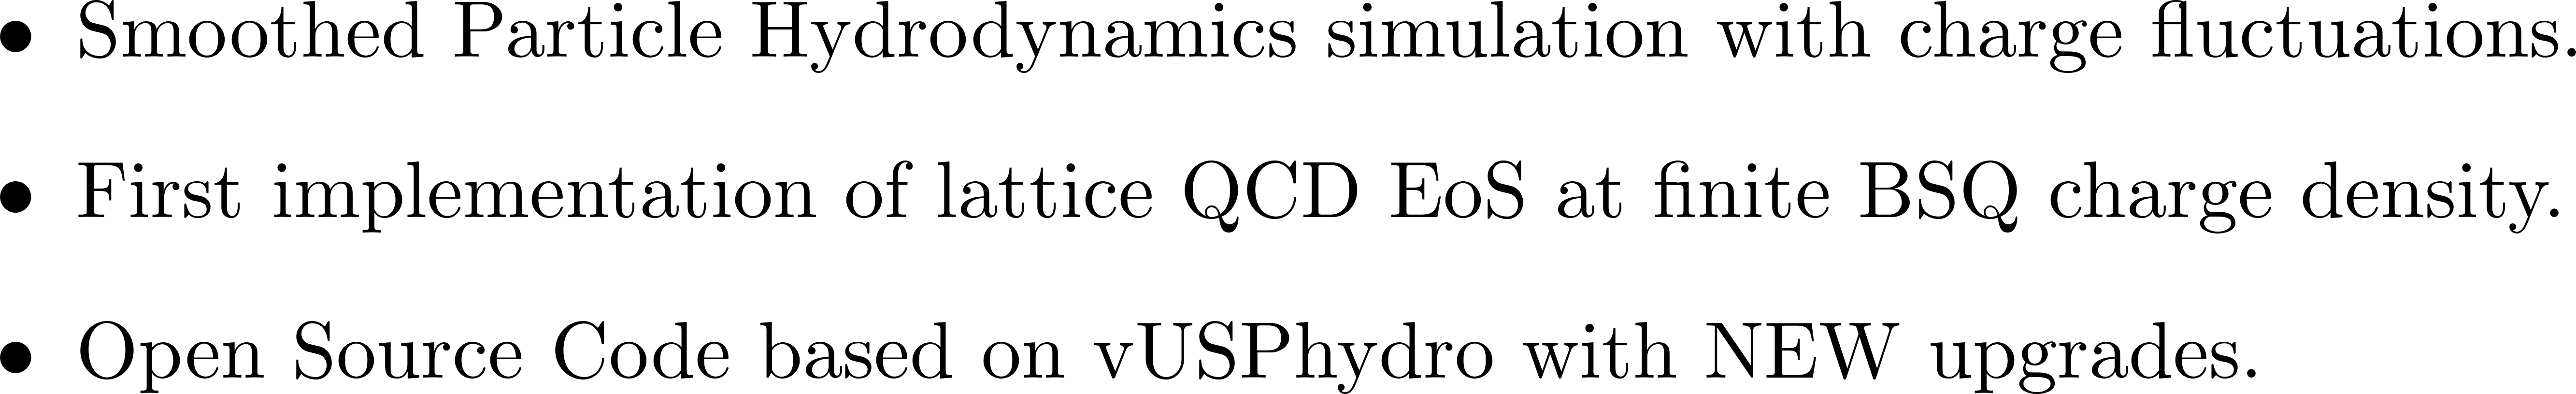 • Smoothed Particle Hydrodynamics simulation with charge fluctuations.
• First implementation of lattice QCD EoS at finite BSQ charge density.
• Open Source Code based on vUSPhydro with NEW upgrades.